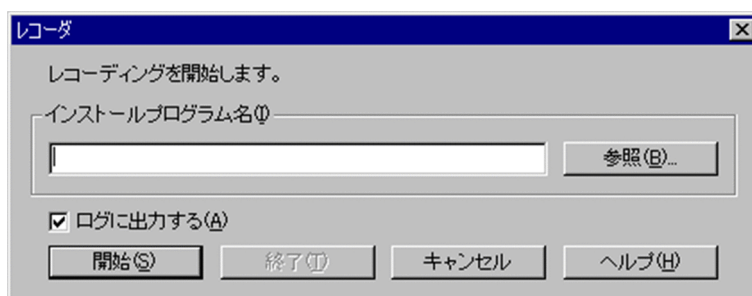 レコーダ
レコーディングを開始します。
インストールプログラム名(I)
参照(B)...
ログに出力する(A)
開始(S) 終了(T) キャンセル ヘルプ(H)